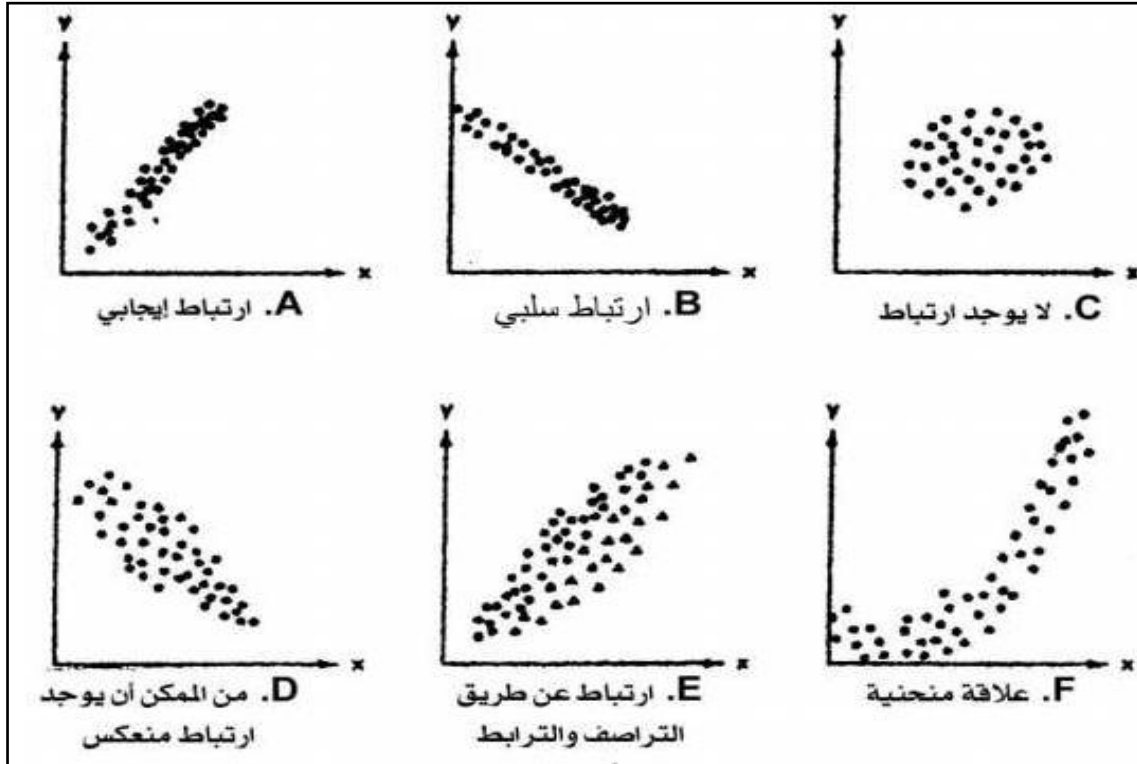 Y
Y
Y
x
x
x
A. ارتباط إيجابي
B. ارتباط سلبي
C. لا يوجد ارتباط
Y
Y
Y
x
x
x
D. من الممكن أن يوجد
ارتباط منعكس
E. ارتباط عن طريق
التراصف والترابط
F. علاقة منحنية